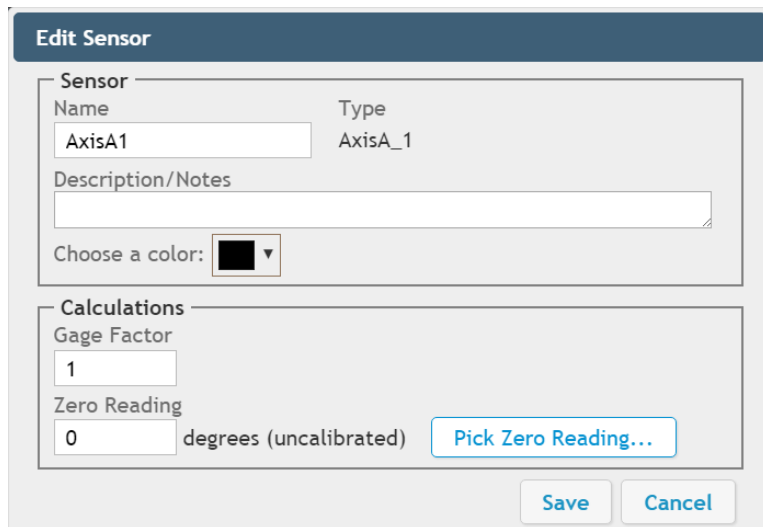 Edit Sensor
Sensor
Name Type
AxisA1 AxisA_1
Description/Notes
Choose a color:
Calculations
Gage Factor
1
Zero Reading
0 degrees (uncalibrated) Pick Zero Reading...
Save Cancel